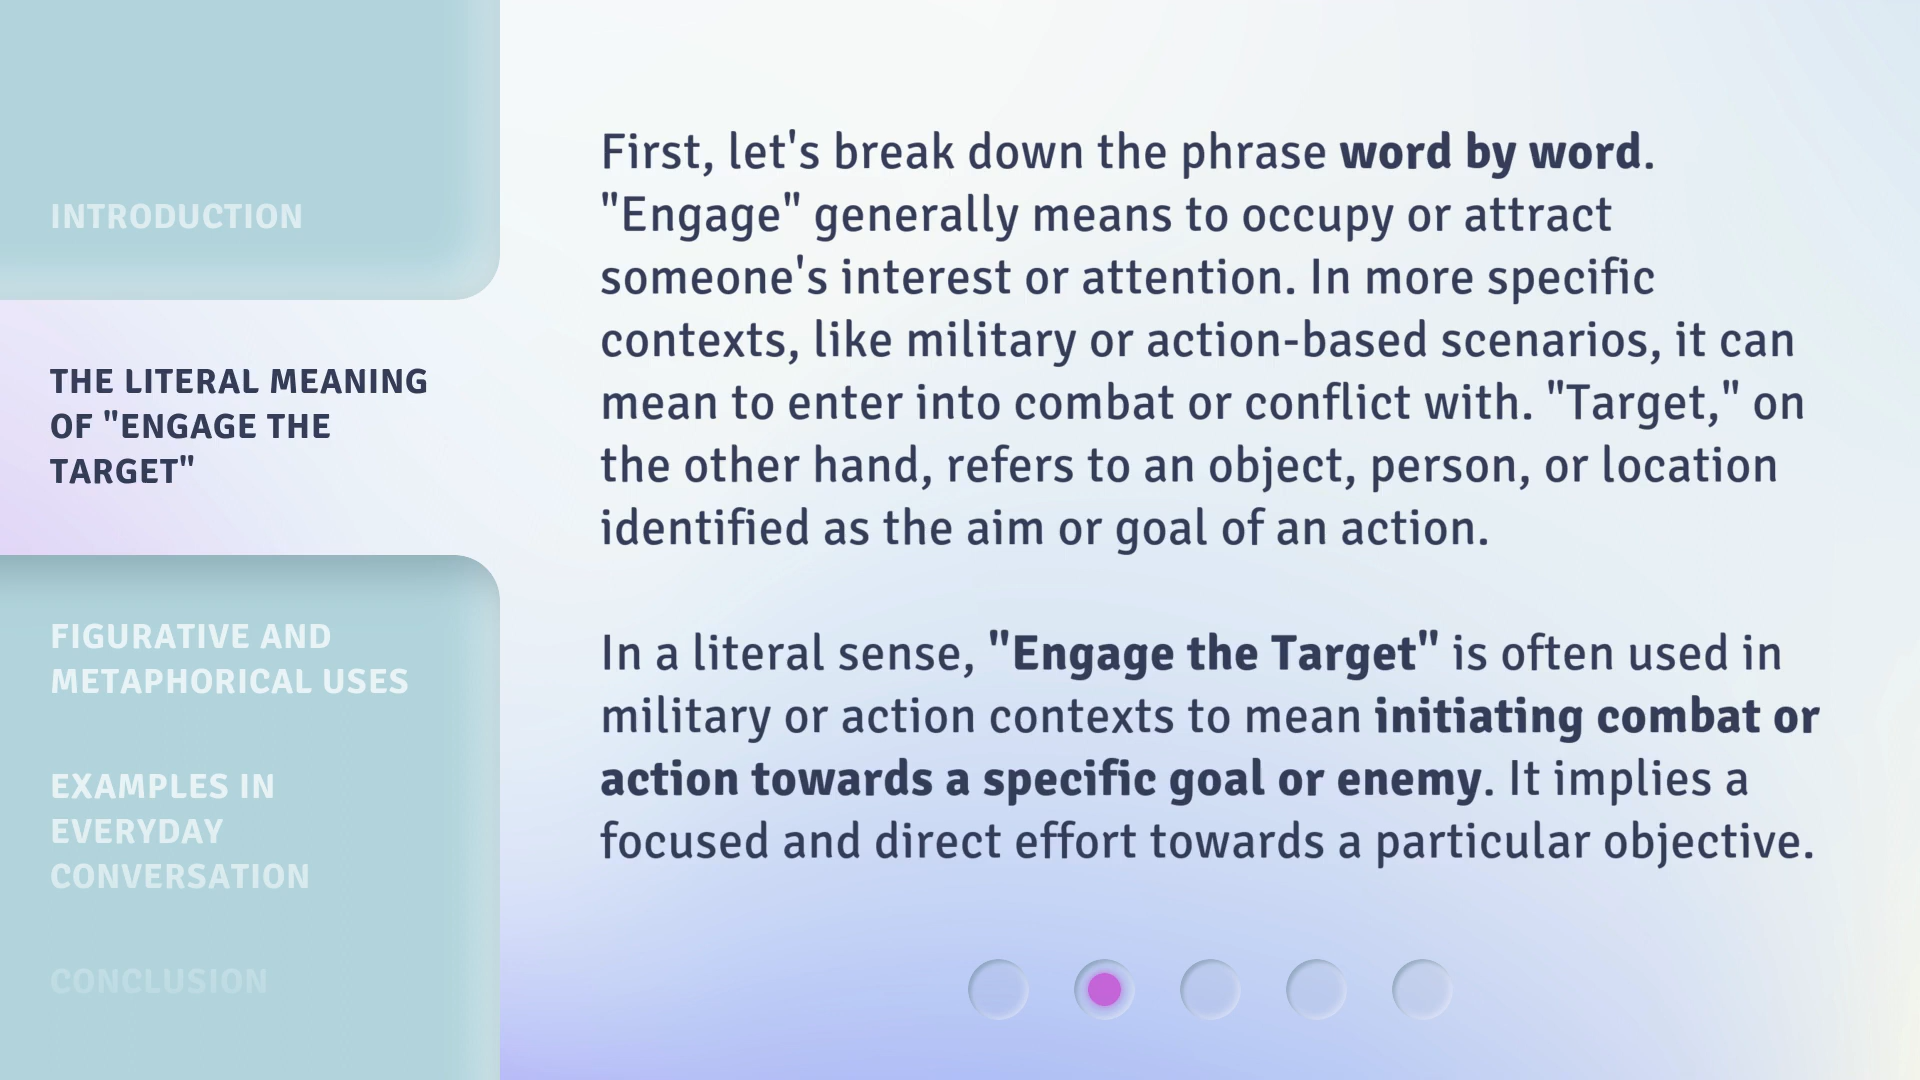 INTRODUCTION
THE LITERAL MEANING
OF "ENGAGE THE
TARGET"
FIGURATIVE AND
METAPHORICAL USES
EXAMPLES IN
EVERYDAY
CONVERSATION
CONCLUSION
First, let's break down the phrase word by word.
"Engage" generally means to occupy or attract
someone's interest or attention. In more specific
contexts, like military or action-based scenarios, it can
mean to enter into combat or conflict with. "Target," on
the other hand, refers to an object, person, or location
identified as the aim or goal of an action.
In a literal sense, "Engage the Target" is often used in
military or action contexts to mean initiating combat or
action towards a specific goal or enemy. It implies a
focused and direct effort towards a particular objective.